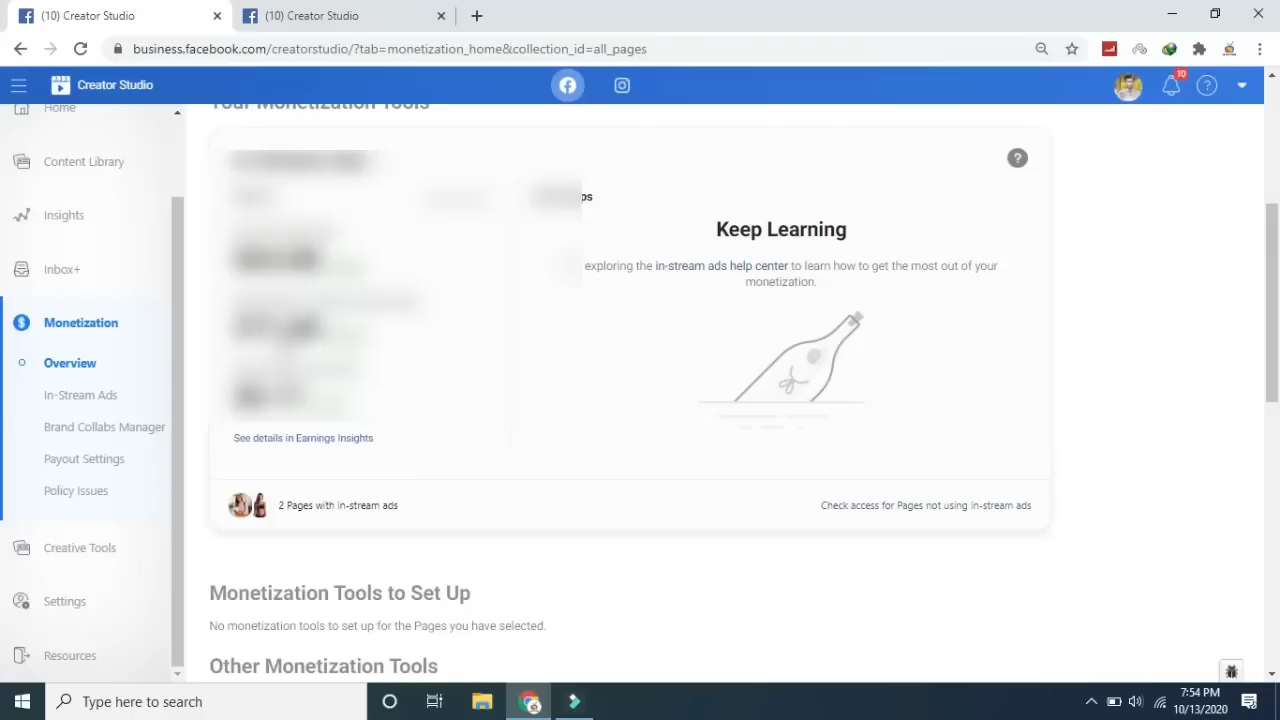 (10) Creator Studio
(10) Creator Studio
business.facebook.com/creatorstudio/?tab=monetization_home&collection_id=all_pages
Creator Studio
10
Home
Content Library
Insights
Inbox+
Monetization
Overview
In-Stream Ads
Brand Collabs Manager
Payout Settings
Policy Issues
Creative Tools
Settings
Resources
Your Monetization Tools
Keep Learning
exploring the in-stream ads help center to learn how to get the most out of your
monetization.
See details in Earnings Insights
2 Pages with in-stream ads
Check access for Pages not using in-stream ads
Monetization Tools to Set Up
No monetization tools to set up for the Pages you have selected.
Other Monetization Tools
Type here to search
7:54 PM
10/13/2020